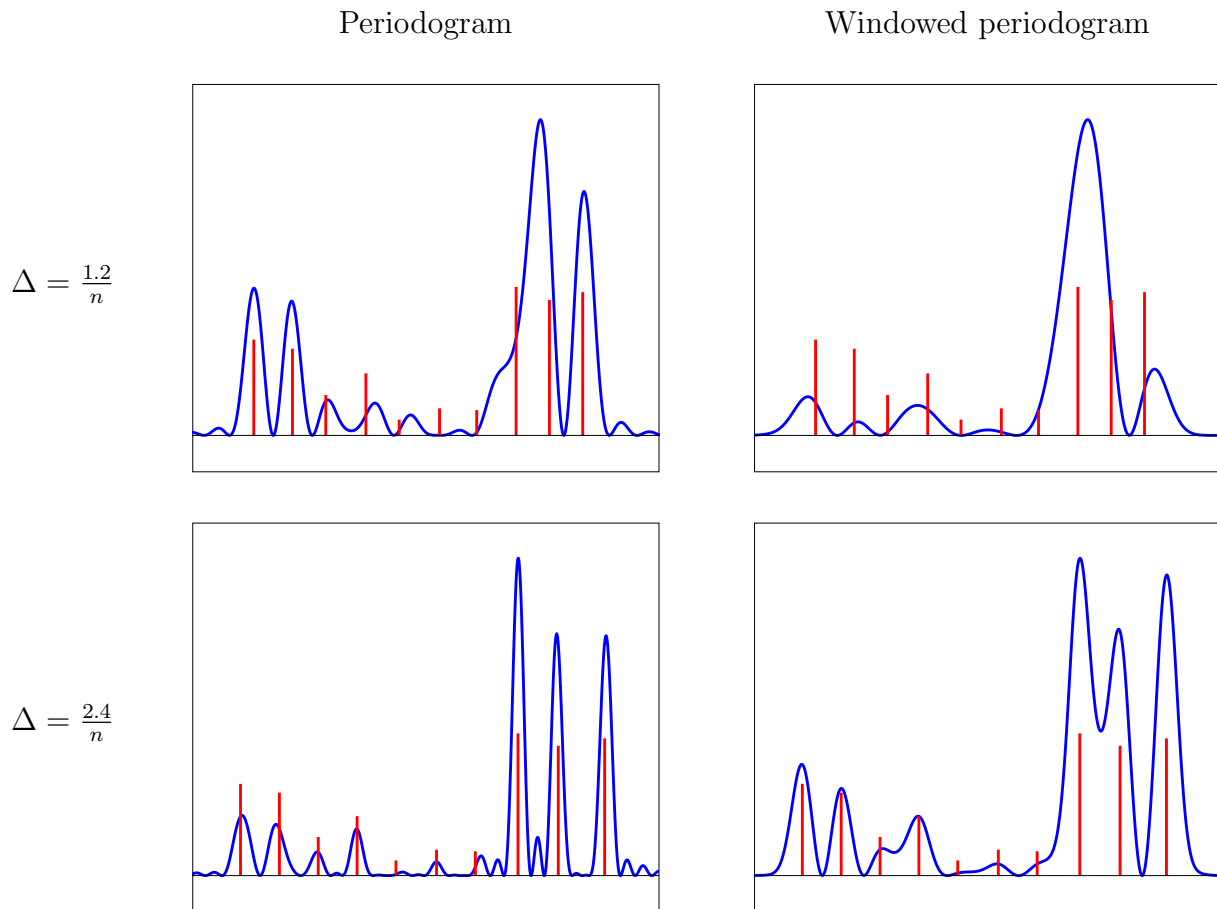 Periodogram
Windowed periodogram
Δ = 1.2/n
Δ = 2.4/n